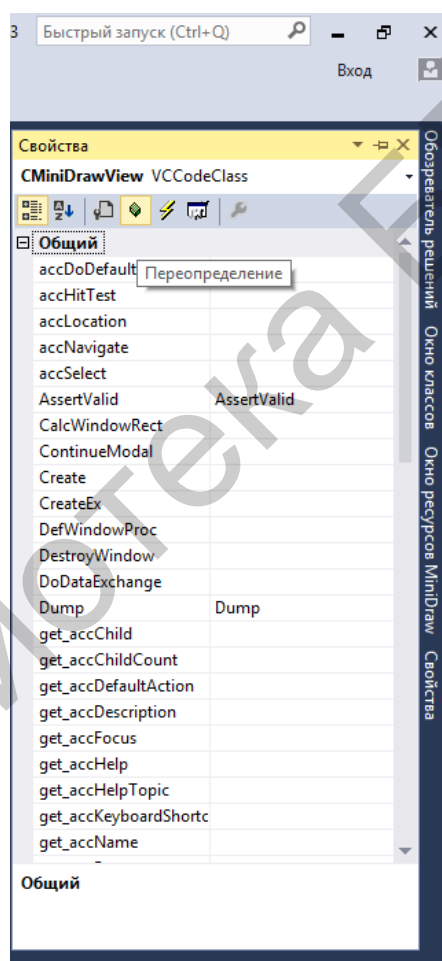 3 Быстрый запуск (Ctrl+Q)
Вход
Свойства
CMiniDrawView VCCodeClass
Общий
accDoDefault
Переопределение
accHitTest
accLocation
accNavigate
accSelect
AssertValid AssertValid
CalcWindowRect
ContinueModal
Create
CreateEx
DefWindowProc
DestroyWindow
DoDataExchange
Dump Dump
get_accChild
get_accChildCount
get_accDefaultAction
get_accDescription
get_accFocus
get_accHelp
get_accHelpTopic
get_accKeyboardShortc
get_accName
Общий
Обозреватель решений
Окно классов
Окно ресурсов MiniDraw
Свойства
мотека